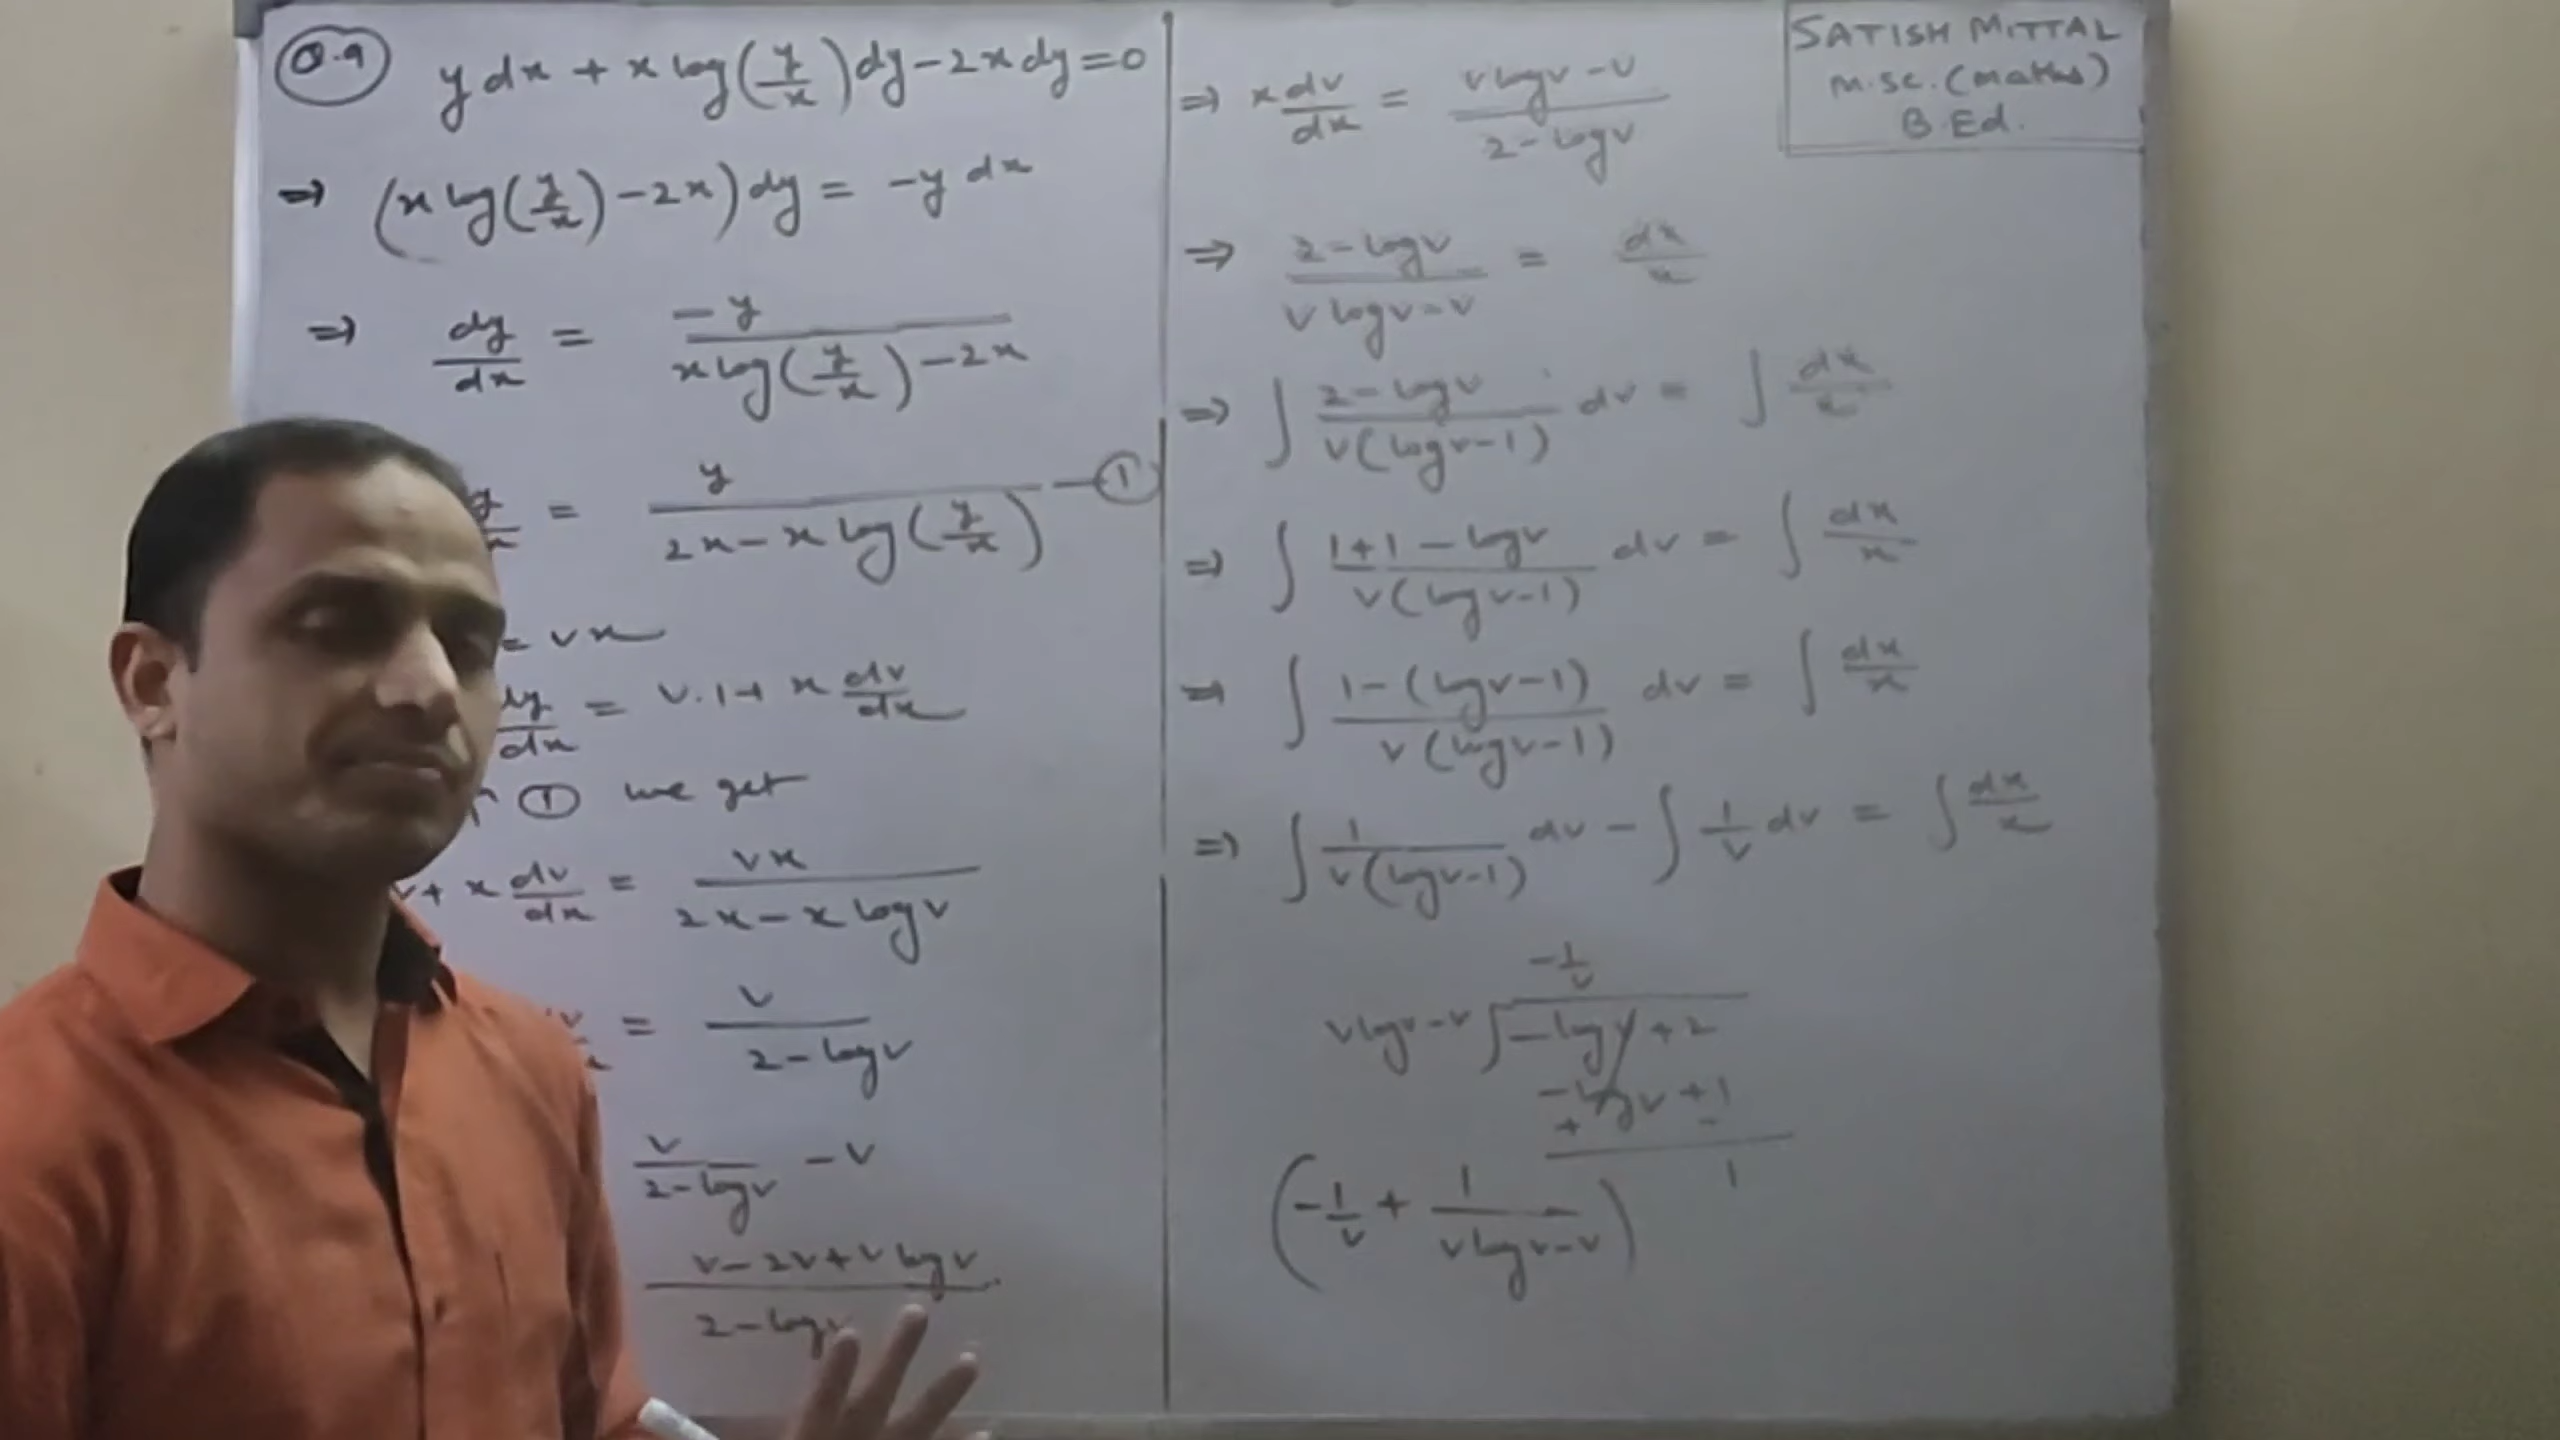 Q.9 y dx + x log(y/x)dy - 2x dy = 0
⇒ (x log(y/x) - 2x) dy = -y dx
⇒ dy/dx = -y / (x log(y/x) - 2x)
= y / (2x - x log(y/x)) — ①
= vx
dy/dx = v.1 + x dv/dx
① we get
v + x dv/dx = vx / (2x - x log v)
= v / (2 - log v)
v / (2 - log v) - v
(v - 2v + v log v) / (2 - log v)
⇒ x dv/dx = (v log v - v) / (2 - log v)
⇒ (2 - log v) / (v log v - v) = dx/x
⇒ ∫ (2 - log v) / (v(log v - 1)) dv = ∫ dx/x
⇒ ∫ (1 + 1 - log v) / (v(log v - 1)) dv = ∫ dx/x
⇒ ∫ (1 - (log v - 1)) / (v(log v - 1)) dv = ∫ dx/x
⇒ ∫ 1 / (v(log v - 1)) dv - ∫ 1/v dv = ∫ dx/x
-1/v
v log v - v ∫ - log v + 2
- log v + 1
+ -
1
(-1/v + 1 / (v log v - v))
SATISH MITTAL
M.SC. (maths)
B.Ed.